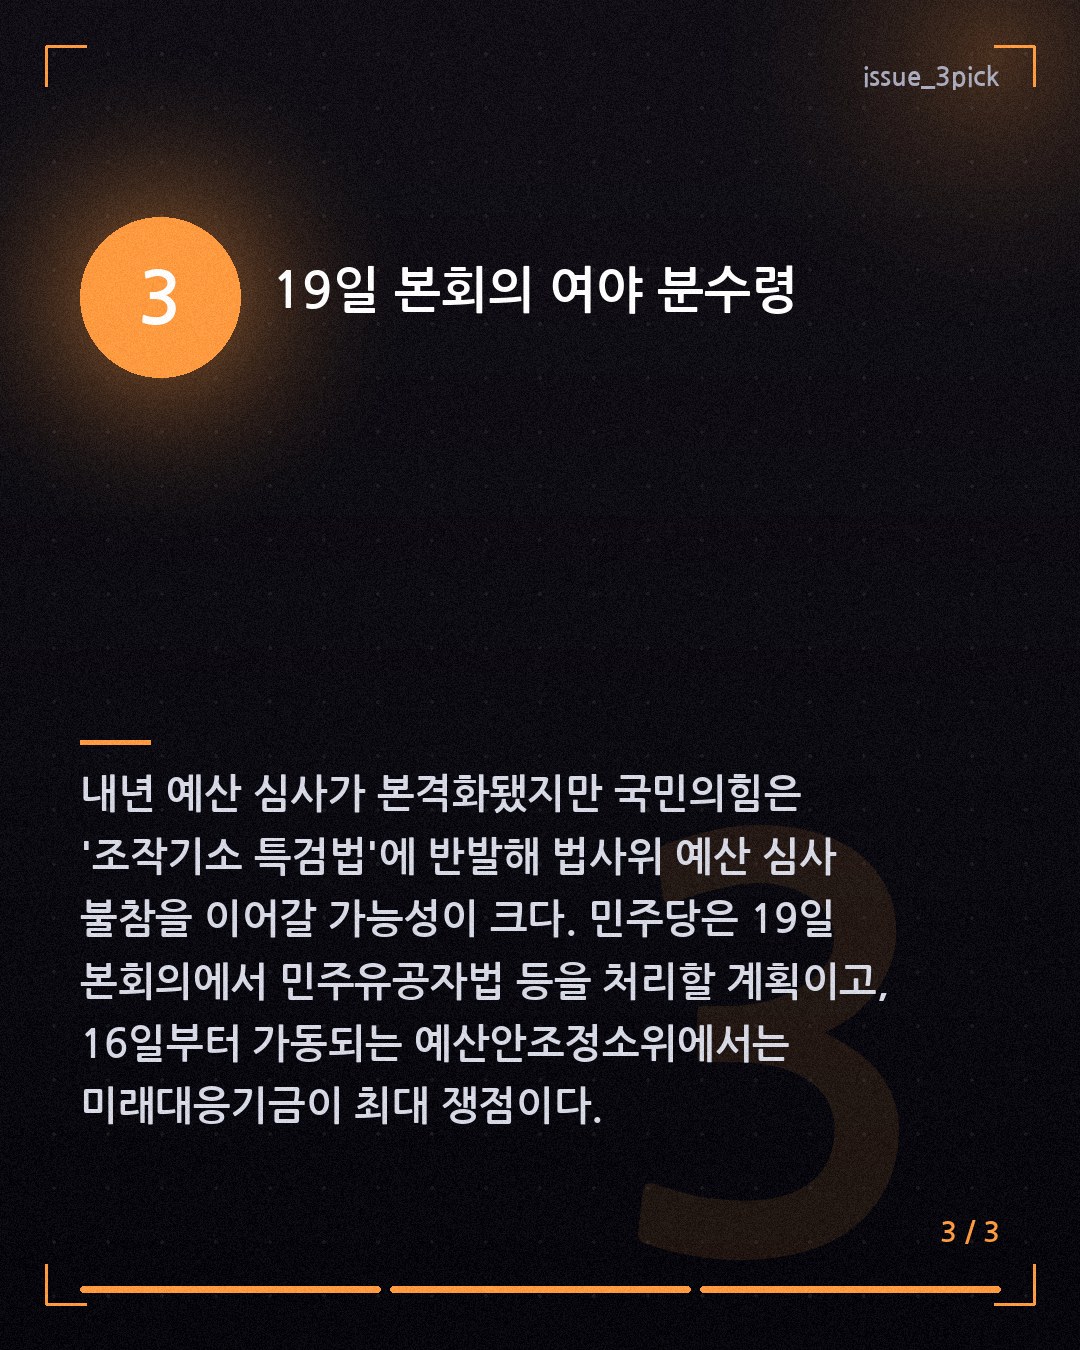 issue_3pick
3
19일 본회의 여야 분수령
내년 예산 심사가 본격화됐지만 국민의힘은
'조작기소 특검법'에 반발해 법사위 예산 심사
불참을 이어갈 가능성이 크다. 민주당은 19일
본회의에서 민주유공자법 등을 처리할 계획이고,
16일부터 가동되는 예산안조정소위에서는
미래대응기금이 최대 쟁점이다.
3
3 / 3